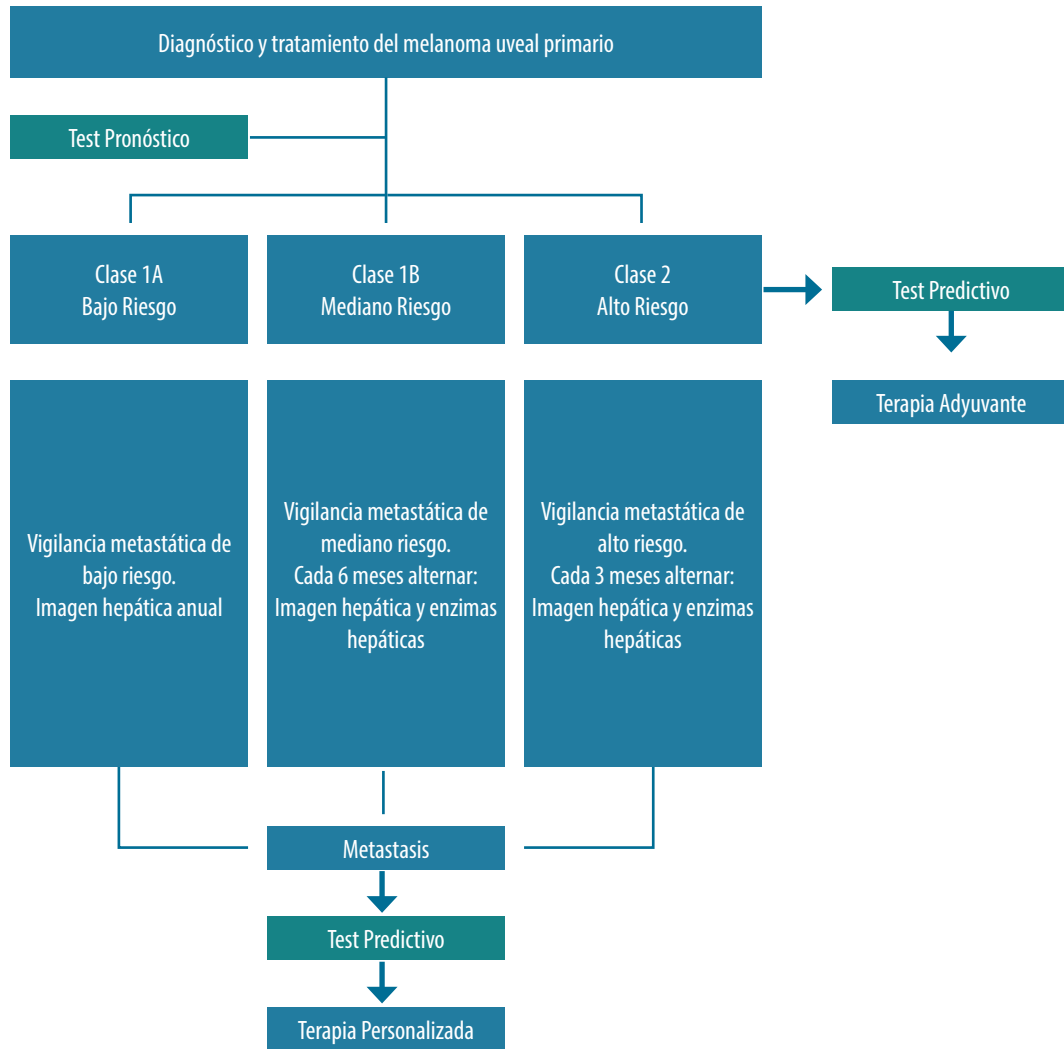 Diagnóstico y tratamiento del melanoma uveal primario
Test Pronóstico
Clase 1A
Bajo Riesgo
Clase 1B
Mediano Riesgo
Clase 2
Alto Riesgo
Test Predictivo
Terapia Adyuvante
Vigilancia metastática de
bajo riesgo.
Imagen hepática anual
Vigilancia metastática de
mediano riesgo.
Cada 6 meses alternar:
Imagen hepática y enzimas
hepáticas
Vigilancia metastática de
alto riesgo.
Cada 3 meses alternar:
Imagen hepática y enzimas
hepáticas
Metastasis
Test Predictivo
Terapia Personalizada